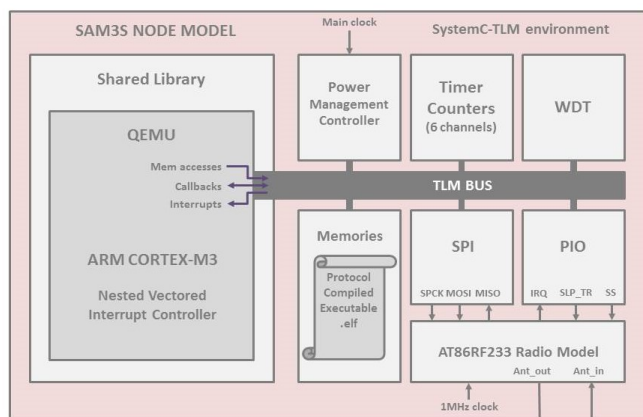 Main clock
SAM3S NODE MODEL
SystemC-TLM environment
Shared Library
QEMU
Mem accesses
Callbacks
Interrupts
ARM CORTEX-M3
Nested Vectored
Interrupt Controller
Power
Management
Controller
Timer
Counters
(6 channels)
WDT
TLM BUS
Memories
Protocol
Compiled
Executable
.elf
SPI
SPCK MOSI MISO
PIO
IRQ SLP_TR SS
AT86RF233 Radio Model
Ant_out Ant_in
1MHz clock